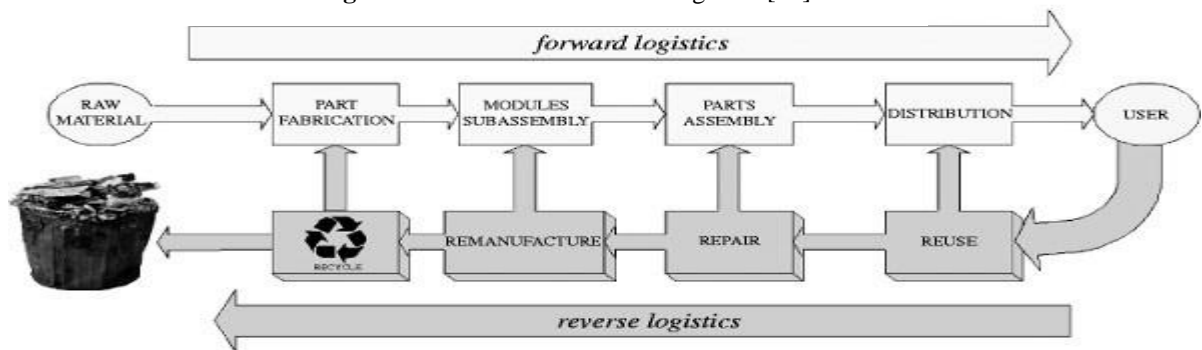 forward logistics
RAW
MATERIAL
PART
FABRICATION
MODULES
SUBASSEMBLY
PARTS
ASSEMBLY
DISTRIBUTION
USER
RECYCLE
REMANUFACTURE
REPAIR
REUSE
reverse logistics